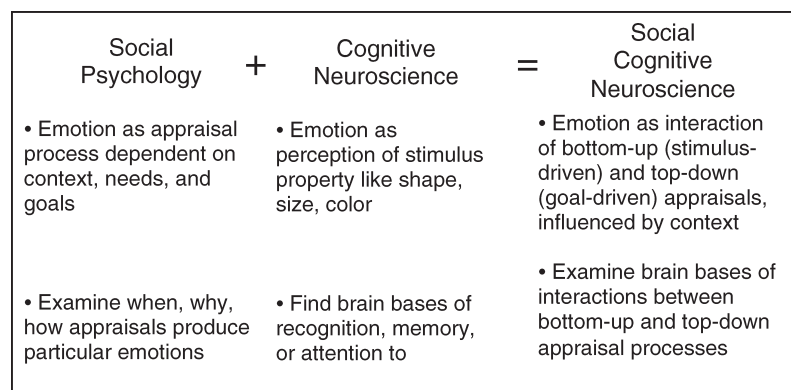 Social
Psychology
+
Cognitive
Neuroscience
=
Social
Cognitive
Neuroscience
• Emotion as appraisal
process dependent on
context, needs, and
goals
• Emotion as
perception of stimulus
property like shape,
size, color
• Emotion as interaction
of bottom-up (stimulus-
driven) and top-down
(goal-driven) appraisals,
influenced by context
• Examine when, why,
how appraisals produce
particular emotions
• Find brain bases of
recognition, memory,
or attention to
• Examine brain bases of
interactions between
bottom-up and top-down
appraisal processes